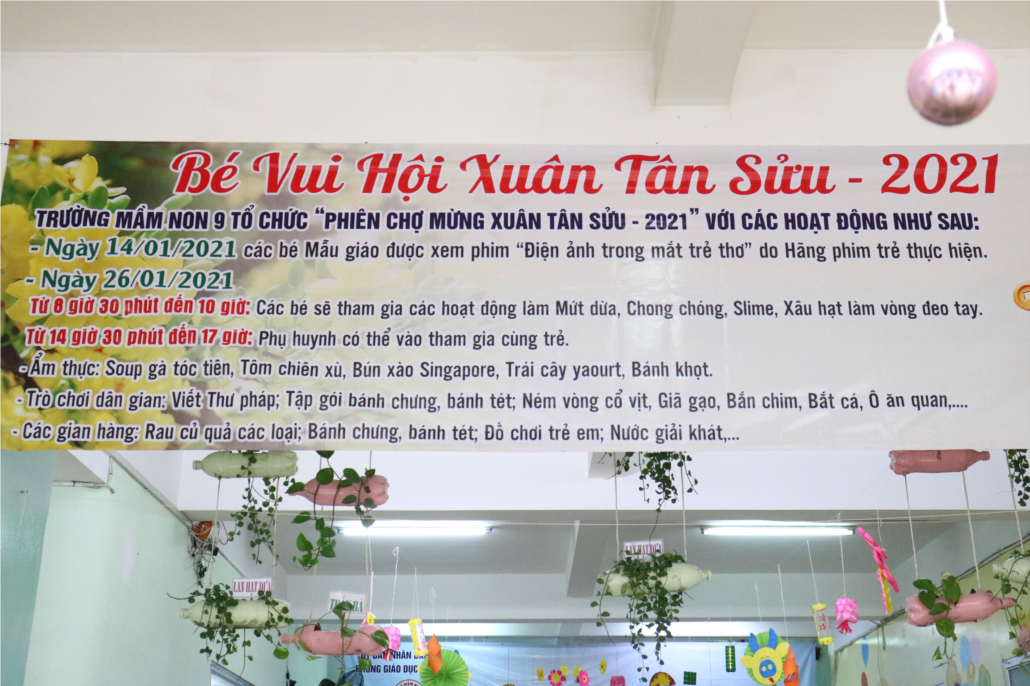 Bé Vui Hội Xuân Tân Sửu - 2021
TRƯỜNG MẦM NON 9 TỔ CHỨC “PHIÊN CHỢ MỪNG XUÂN TÂN SỬU - 2021” VỚI CÁC HOẠT ĐỘNG NHƯ SAU:
- Ngày 14/01/2021 các bé Mẫu giáo được xem phim “Điện ảnh trong mắt trẻ thơ” do Hãng phim trẻ thực hiện.
- Ngày 26/01/2021
Từ 8 giờ 30 phút đến 10 giờ: Các bé sẽ tham gia các hoạt động làm Mứt dừa, Chong chóng, Slime, Xâu hạt làm vòng đeo tay.
Từ 14 giờ 30 phút đến 17 giờ: Phụ huynh có thể vào tham gia cùng trẻ.
- Ẩm thực: Soup gà tóc tiên, Tôm chiên xù, Bún xào Singapore, Trái cây yaourt, Bánh khọt.
- Trò chơi dân gian: Viết Thư pháp; Tập gói bánh chưng, bánh tét; Ném vòng cổ vịt, Giã gạo, Bắn chim, Bắt cá, Ô ăn quan,....
- Các gian hàng: Rau củ quả các loại; Bánh chưng, bánh tét; Đồ chơi trẻ em; Nước giải khát,...
LAN HẠT DƯA
NHÂN DÂN
PHÒNG GIÁO DỤC